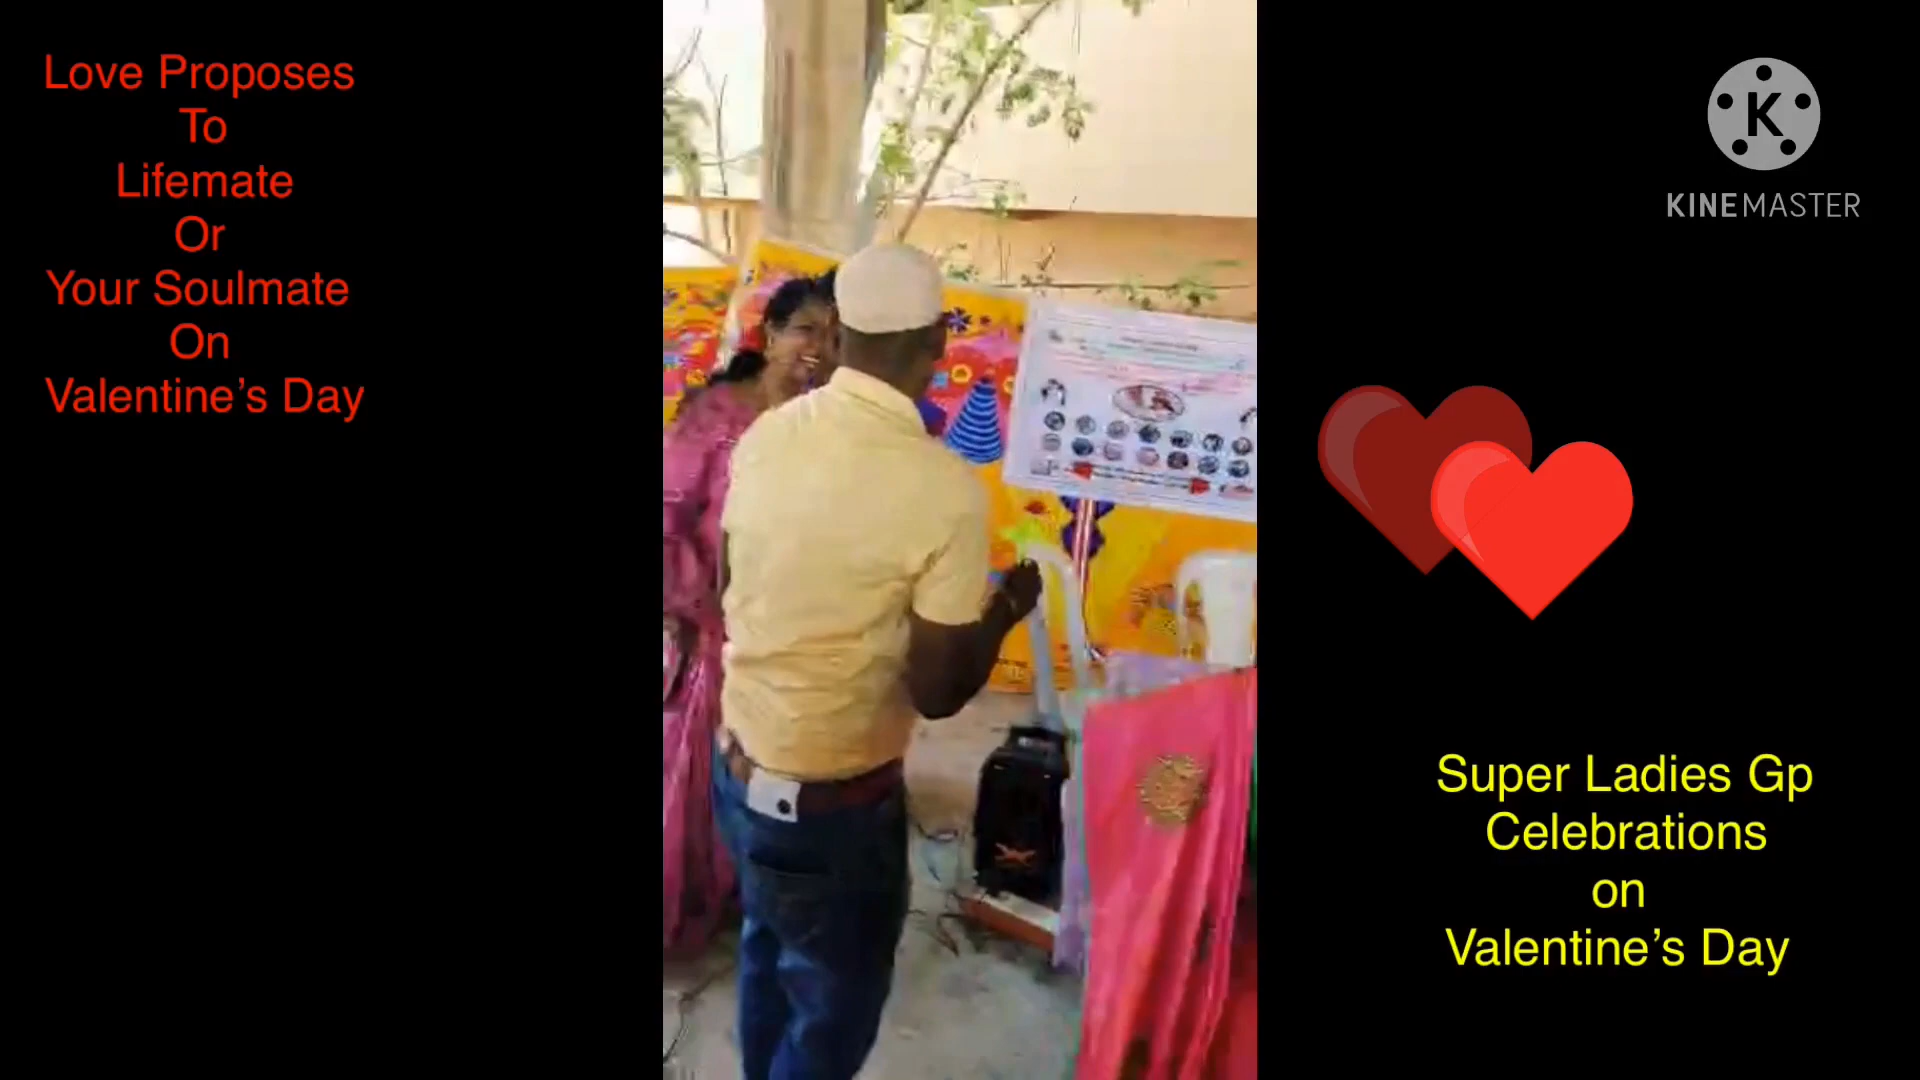 Love Proposes
To
Lifemate
Or
Your Soulmate
On
Valentine’s Day
K
KINEMASTER
Super Ladies Gp
Celebrations
on
Valentine’s Day